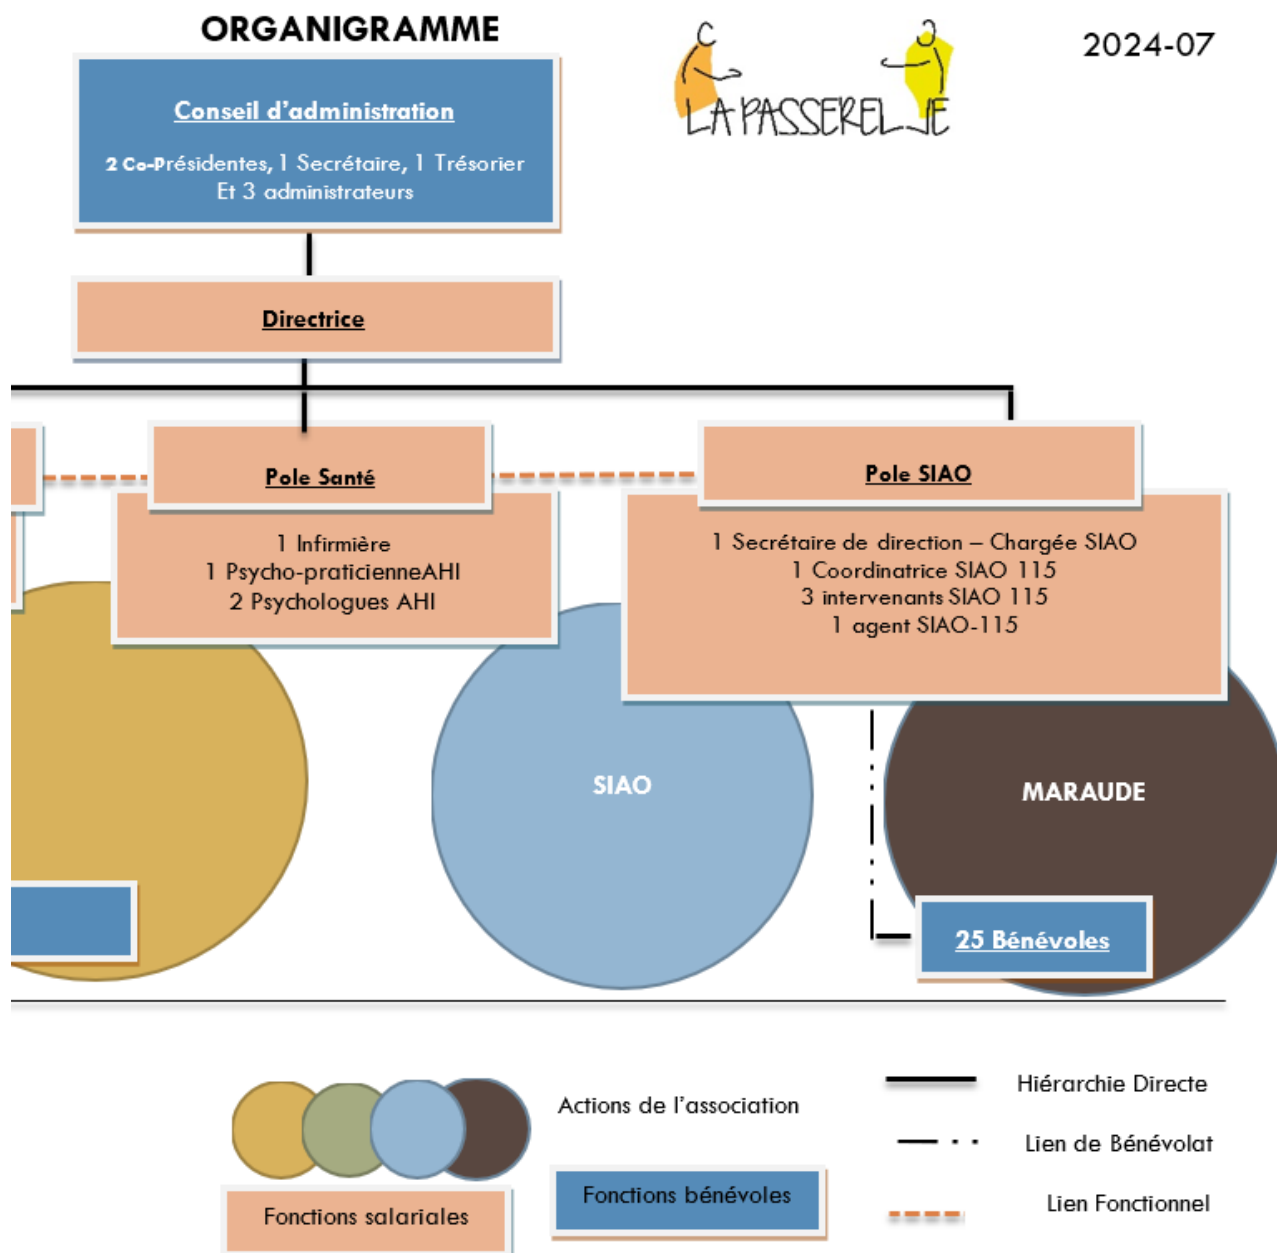 ORGANIGRAMME
LA PASSERELLE
2024-07
Conseil d'administration
2 Co-Présidentes, 1 Secrétaire, 1 Trésorier
Et 3 administrateurs
Directrice
Pole Santé
1 Infirmière
1 Psycho-praticienneAHI
2 Psychologues AHI
Pole SIAO
1 Secrétaire de direction – Chargée SIAO
1 Coordinatrice SIAO 115
3 intervenants SIAO 115
1 agent SIAO-115
SIAO
MARAUDE
25 Bénévoles
Actions de l'association
Fonctions salariales
Fonctions bénévoles
Hiérarchie Directe
Lien de Bénévolat
Lien Fonctionnel